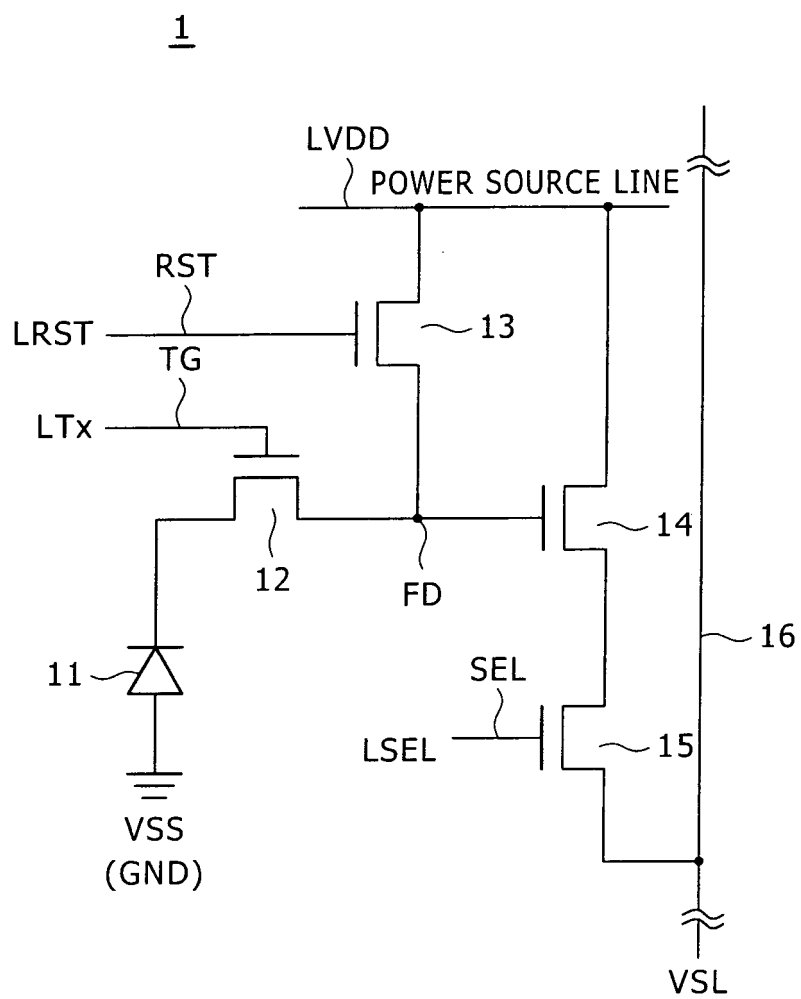 1
LVDD
POWER SOURCE LINE
RST
LRST
13
TG
LTx
14
12
FD
16
11
SEL
LSEL
15
VSS
(GND)
VSL